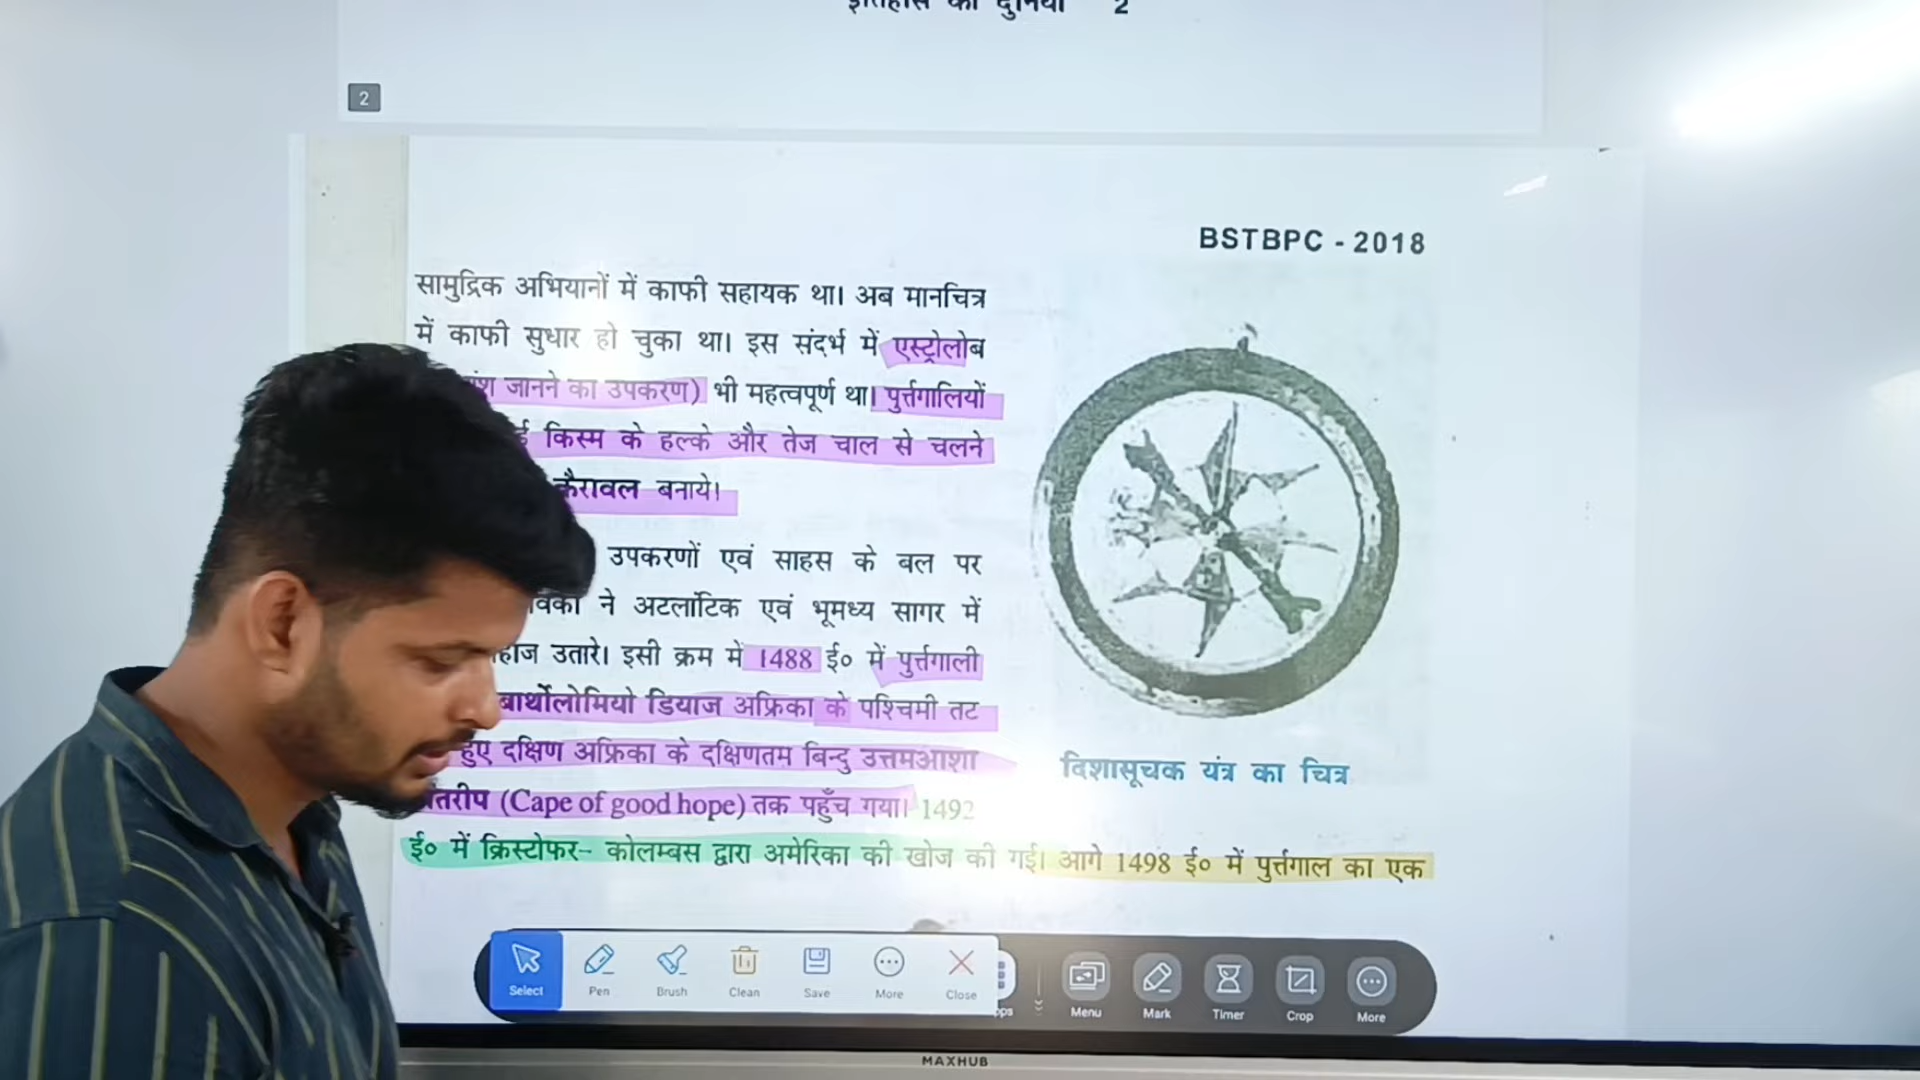 इतिहास की दुनिया 2
2
BSTBPC - 2018
सामुद्रिक अभियानों में काफी सहायक था। अब मानचित्र
में काफी सुधार हो चुका था। इस संदर्भ में एस्ट्रोलोब
जानने का उपकरण) भी महत्वपूर्ण था। पुर्त्तगालियों
किस्म के हल्के और तेज चाल से चलने
कैरावल बनाये।
उपकरणों एवं साहस के बल पर
ने अटलांटिक एवं भूमध्य सागर में
उतारे। इसी क्रम में 1488 ई० में पुर्त्तगाली
बार्थोलोमियो डियाज अफ्रिका के पश्चिमी तट
हुए दक्षिण अफ्रिका के दक्षिणतम बिन्दु उत्तमआशा
(Cape of good hope) तक पहुँच गया। 1492
ई० में क्रिस्टोफर- कोलम्बस द्वारा अमेरिका की खोज की गई। आगे 1498 ई० में पुर्त्तगाल का एक
दिशासूचक यंत्र का चित्र
Select Pen Brush Clean Save More Close Menu Mark Timer Crop More
MAXHUB